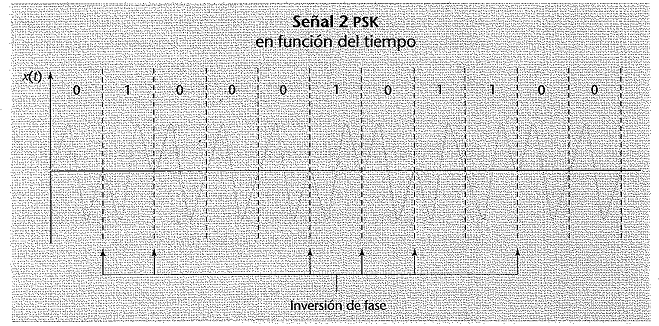 Señal 2 PSK
en función del tiempo
x(t)
0 1 0 0 0 1 0 1 1 0 0
Inversión de fase